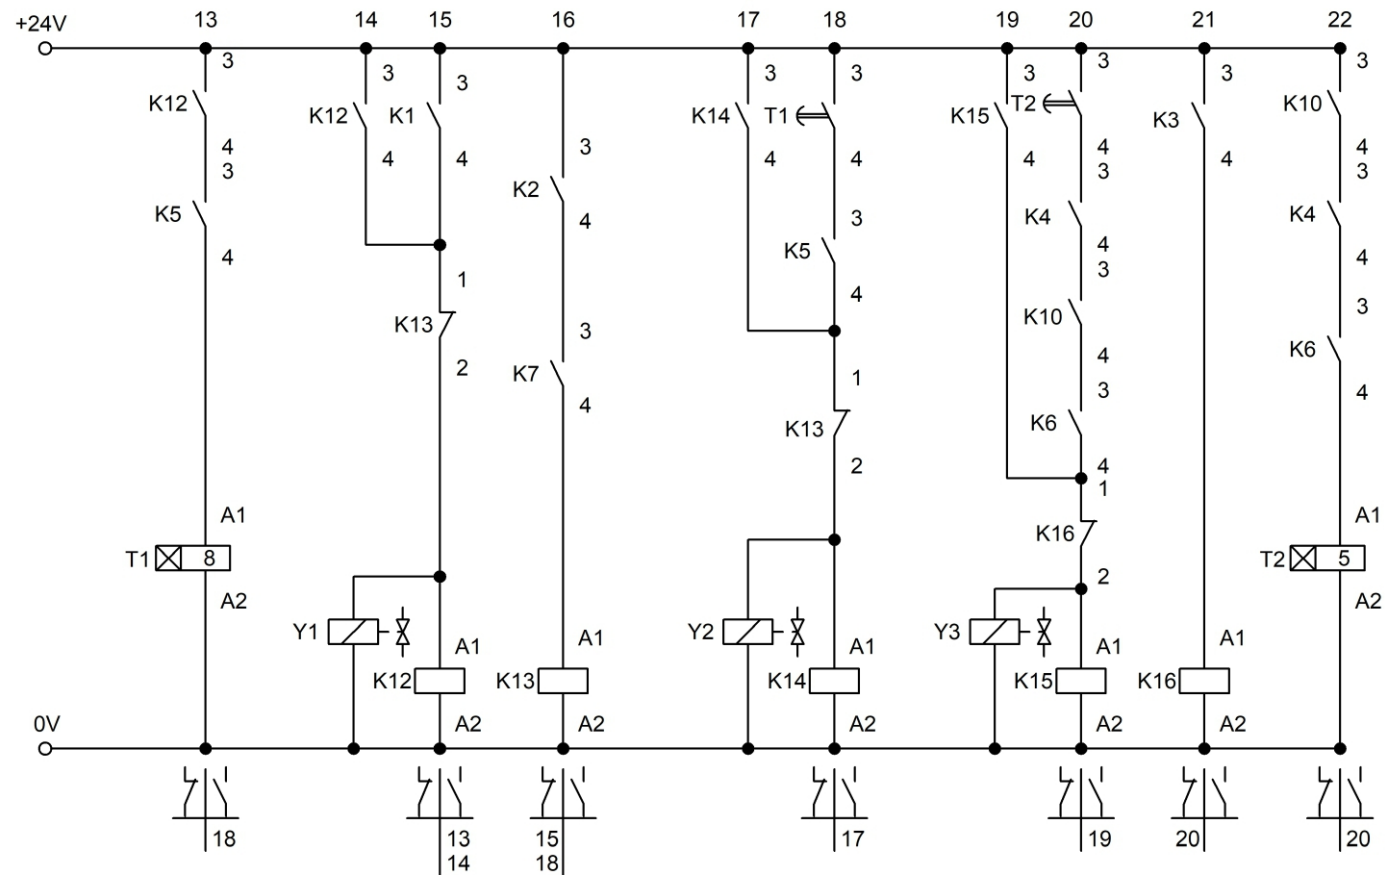 +24V 13 14 15 16 17 18 19 20 21 22
3 3 3 3 3 3 3 3 3
K12 K12 K1 K14 T1 K15 T2 K3 K10
4 4 4 3 4 4 4 4 4 4
3 3 3
K5 K2 K5 K4 K4
4 4 3 4 4
1 4 3 3
K13 3 1 K10 K6
2 K7 K13 4 4
4 2 3
K6
4
1
A1 K16 A1
T1 8 T2 5
A2 2 A2
Y1 Y2 Y3
A1 A1 A1 A1 A1
K12 K13 K14 K15 K16
0V A2 A2 A2 A2 A2
18 13 15 17 19 20 20
14 18